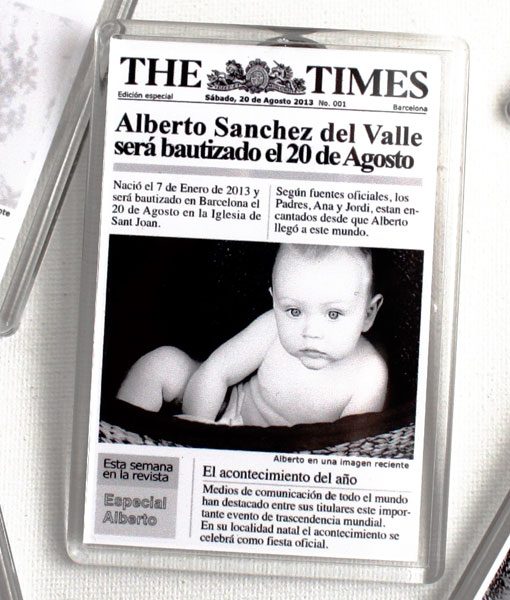 THE TIMES
Edición especial
Sábado, 20 de Agosto 2013 No. 001
Barcelona
Alberto Sanchez del Valle
será bautizado el 20 de Agosto
Nació el 7 de Enero de 2013 y
será bautizado en Barcelona el
20 de Agosto en la Iglesia de
Sant Joan.
Según fuentes oficiales, los
Padres, Ana y Jordi, estan en-
cantados desde que Alberto
llegó a este mundo.
Alberto en una imagen reciente
Esta semana
en la revista
Especial
Alberto
El acontecimiento del año
Medios de comunicación de todo el mundo
han destacado entre sus titulares este impor-
tante evento de trascendencia mundial.
En su localidad natal el acontecimiento se
celebrá como fiesta oficial.